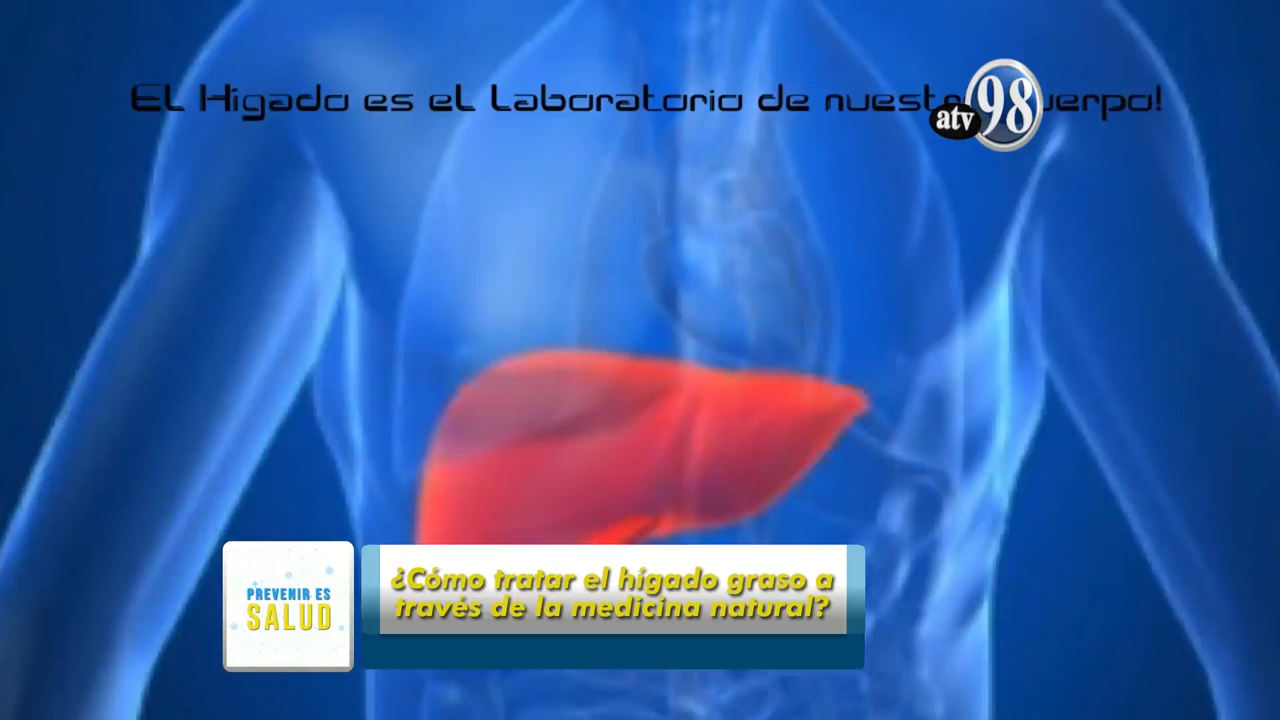 El Hígado es el Laboratorio de nuest uerpo!
atv 98
PREVENIR ES
SALUD
¿Cómo tratar el hígado graso a
través de la medicina natural?